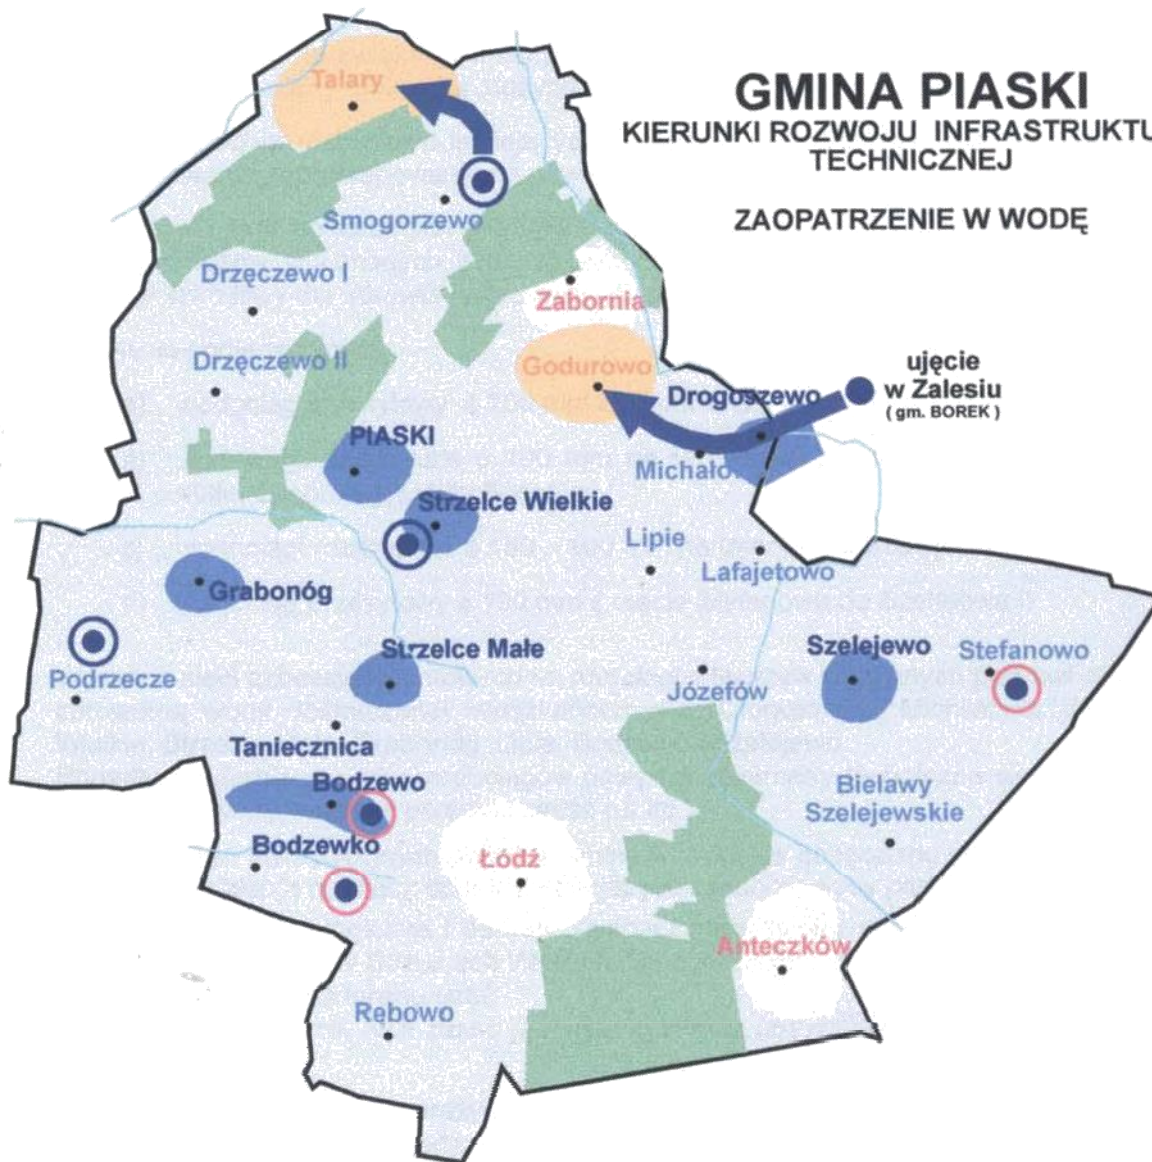 GMINA PIASKI
KIERUNKI ROZWOJU INFRASTRUKTU
TECHNICZNEJ
ZAOPATRZENIE W WODĘ
Talary
Smogorzewo
Drzęczewo I
Zabornia
Drzęczewo II
Godurowo
ujęcie
w Zalesiu
( gm. BOREK )
Drogoszewo
PIASKI
Michało
Strzelce Wielkie
Lipie
Lafajetowo
Grabonóg
Strzelce Małe
Szelejewo
Stefanowo
Podrzecze
Józefów
Taniecznica
Bodzewo
Bielawy
Szelejewskie
Bodzewko
Łódź
Anteczków
Rębowo